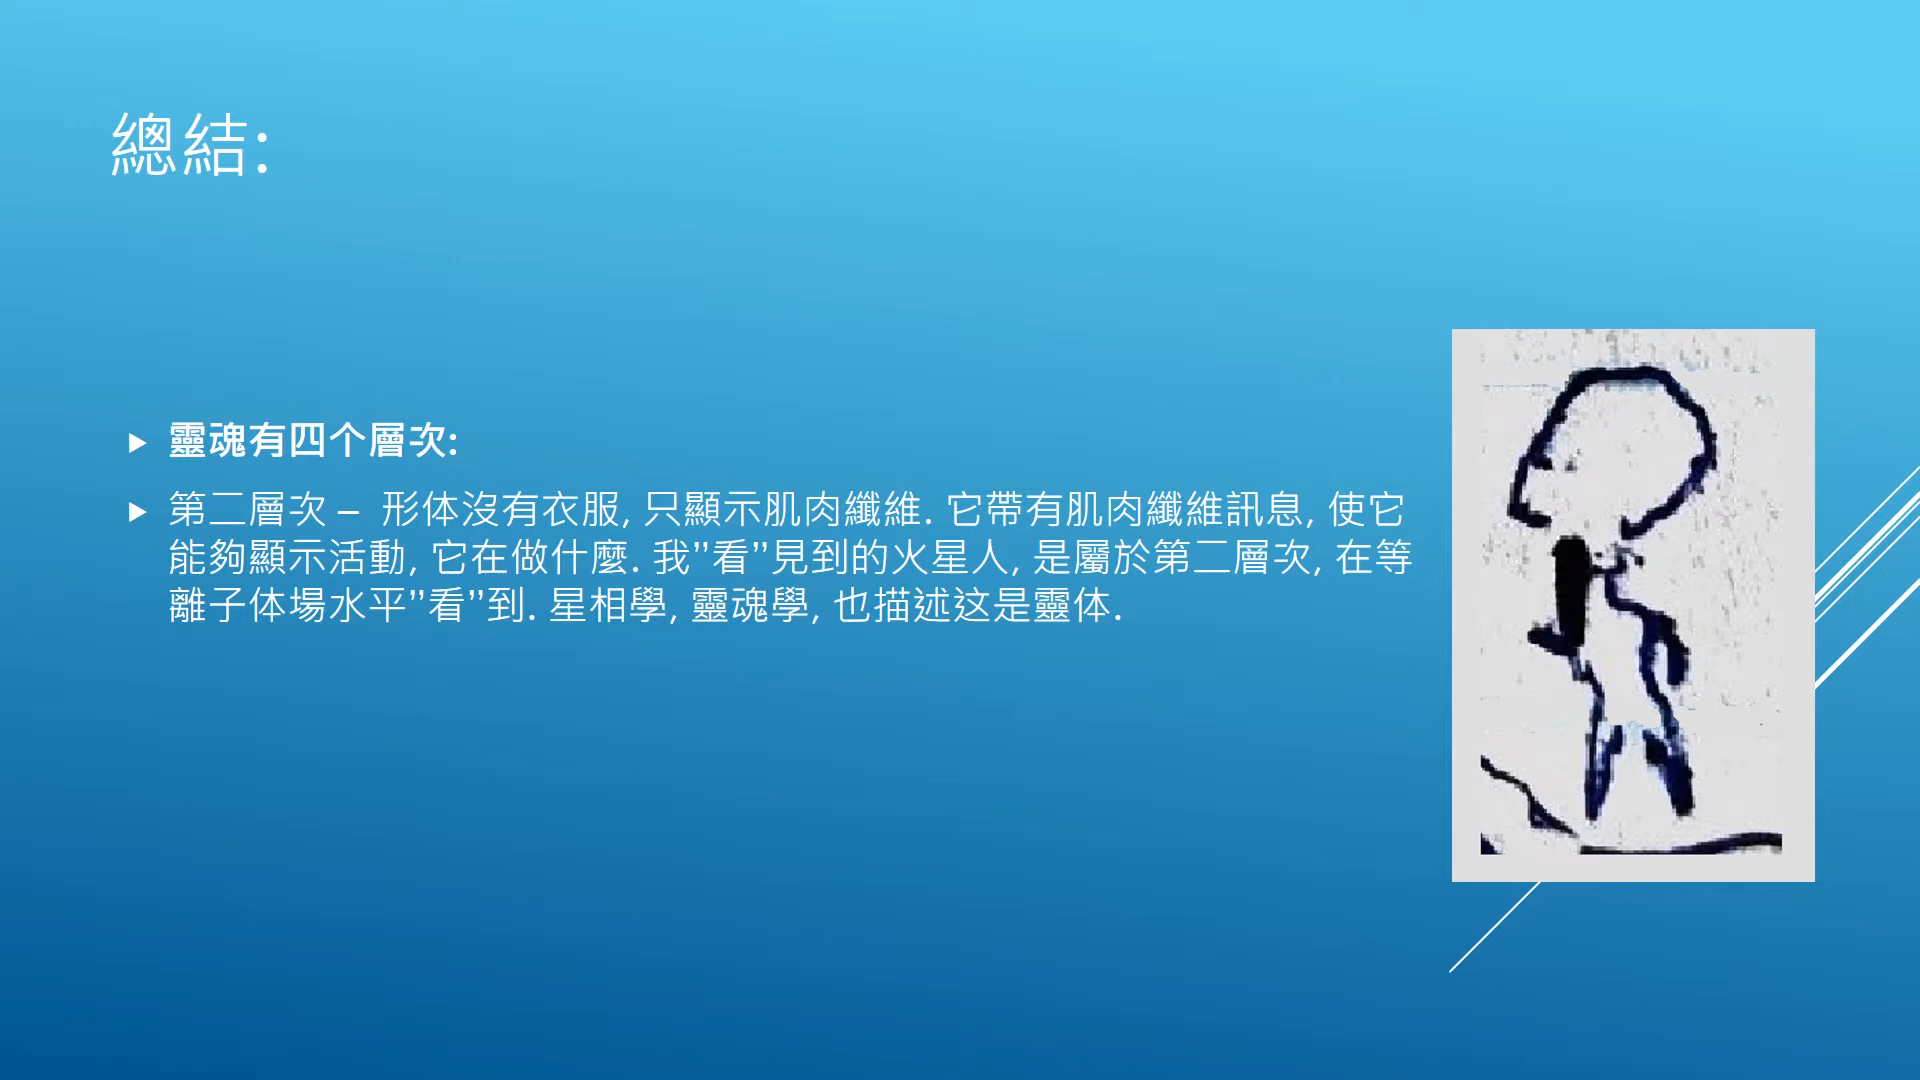 總結:
靈魂有四个層次:
第二層次 – 形体沒有衣服, 只顯示肌肉纖維. 它帶有肌肉纖維訊息, 使它
能夠顯示活動, 它在做什麼. 我”看”見到的火星人, 是屬於第二層次, 在等
離子体場水平”看”到. 星相學, 靈魂學, 也描述这是靈体.